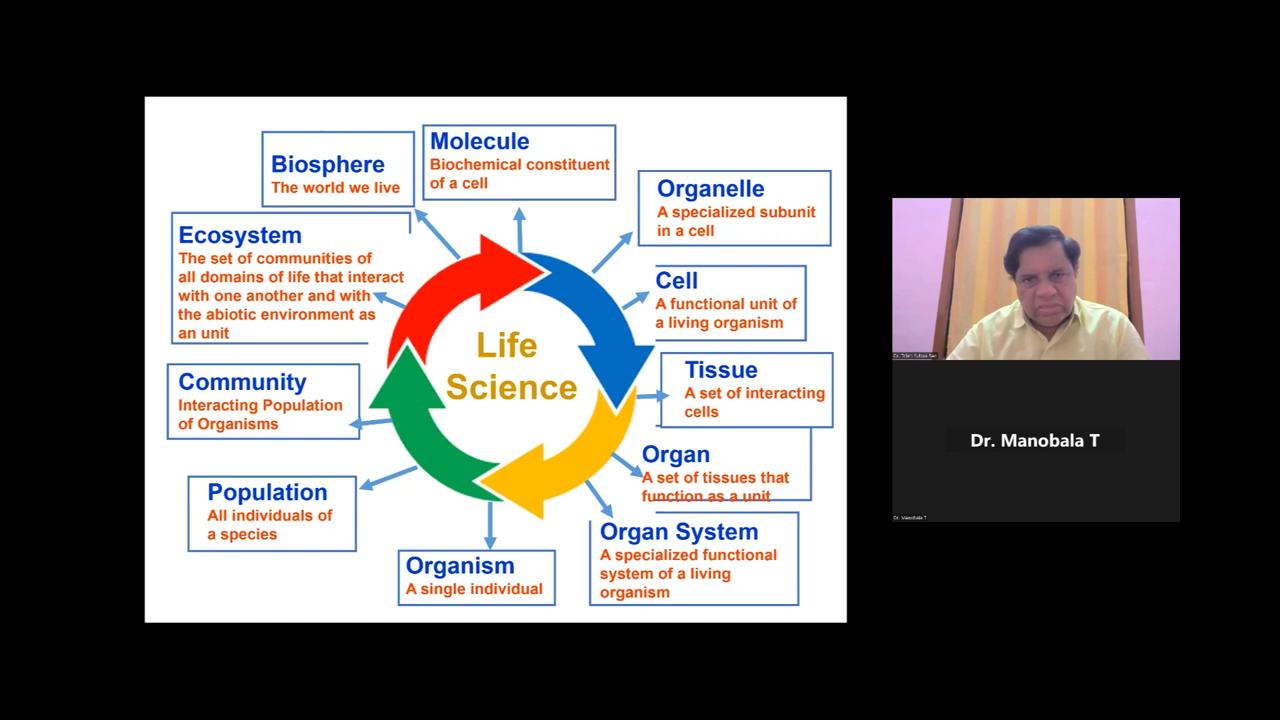 Biosphere
The world we live
Molecule
Biochemical constituent
of a cell
Organelle
A specialized subunit
in a cell
Ecosystem
The set of communities of
all domains of life that interact
with one another and with
the abiotic environment as
an unit
Cell
A functional unit of
a living organism
Life
Science
Tissue
A set of interacting
cells
Community
Interacting Population
of Organisms
Organ
A set of tissues that
function as a unit
Population
All individuals of
a species
Organ System
A specialized functional
system of a living
organism
Organism
A single individual
Dr. Manobala T
Dr. Manobala T